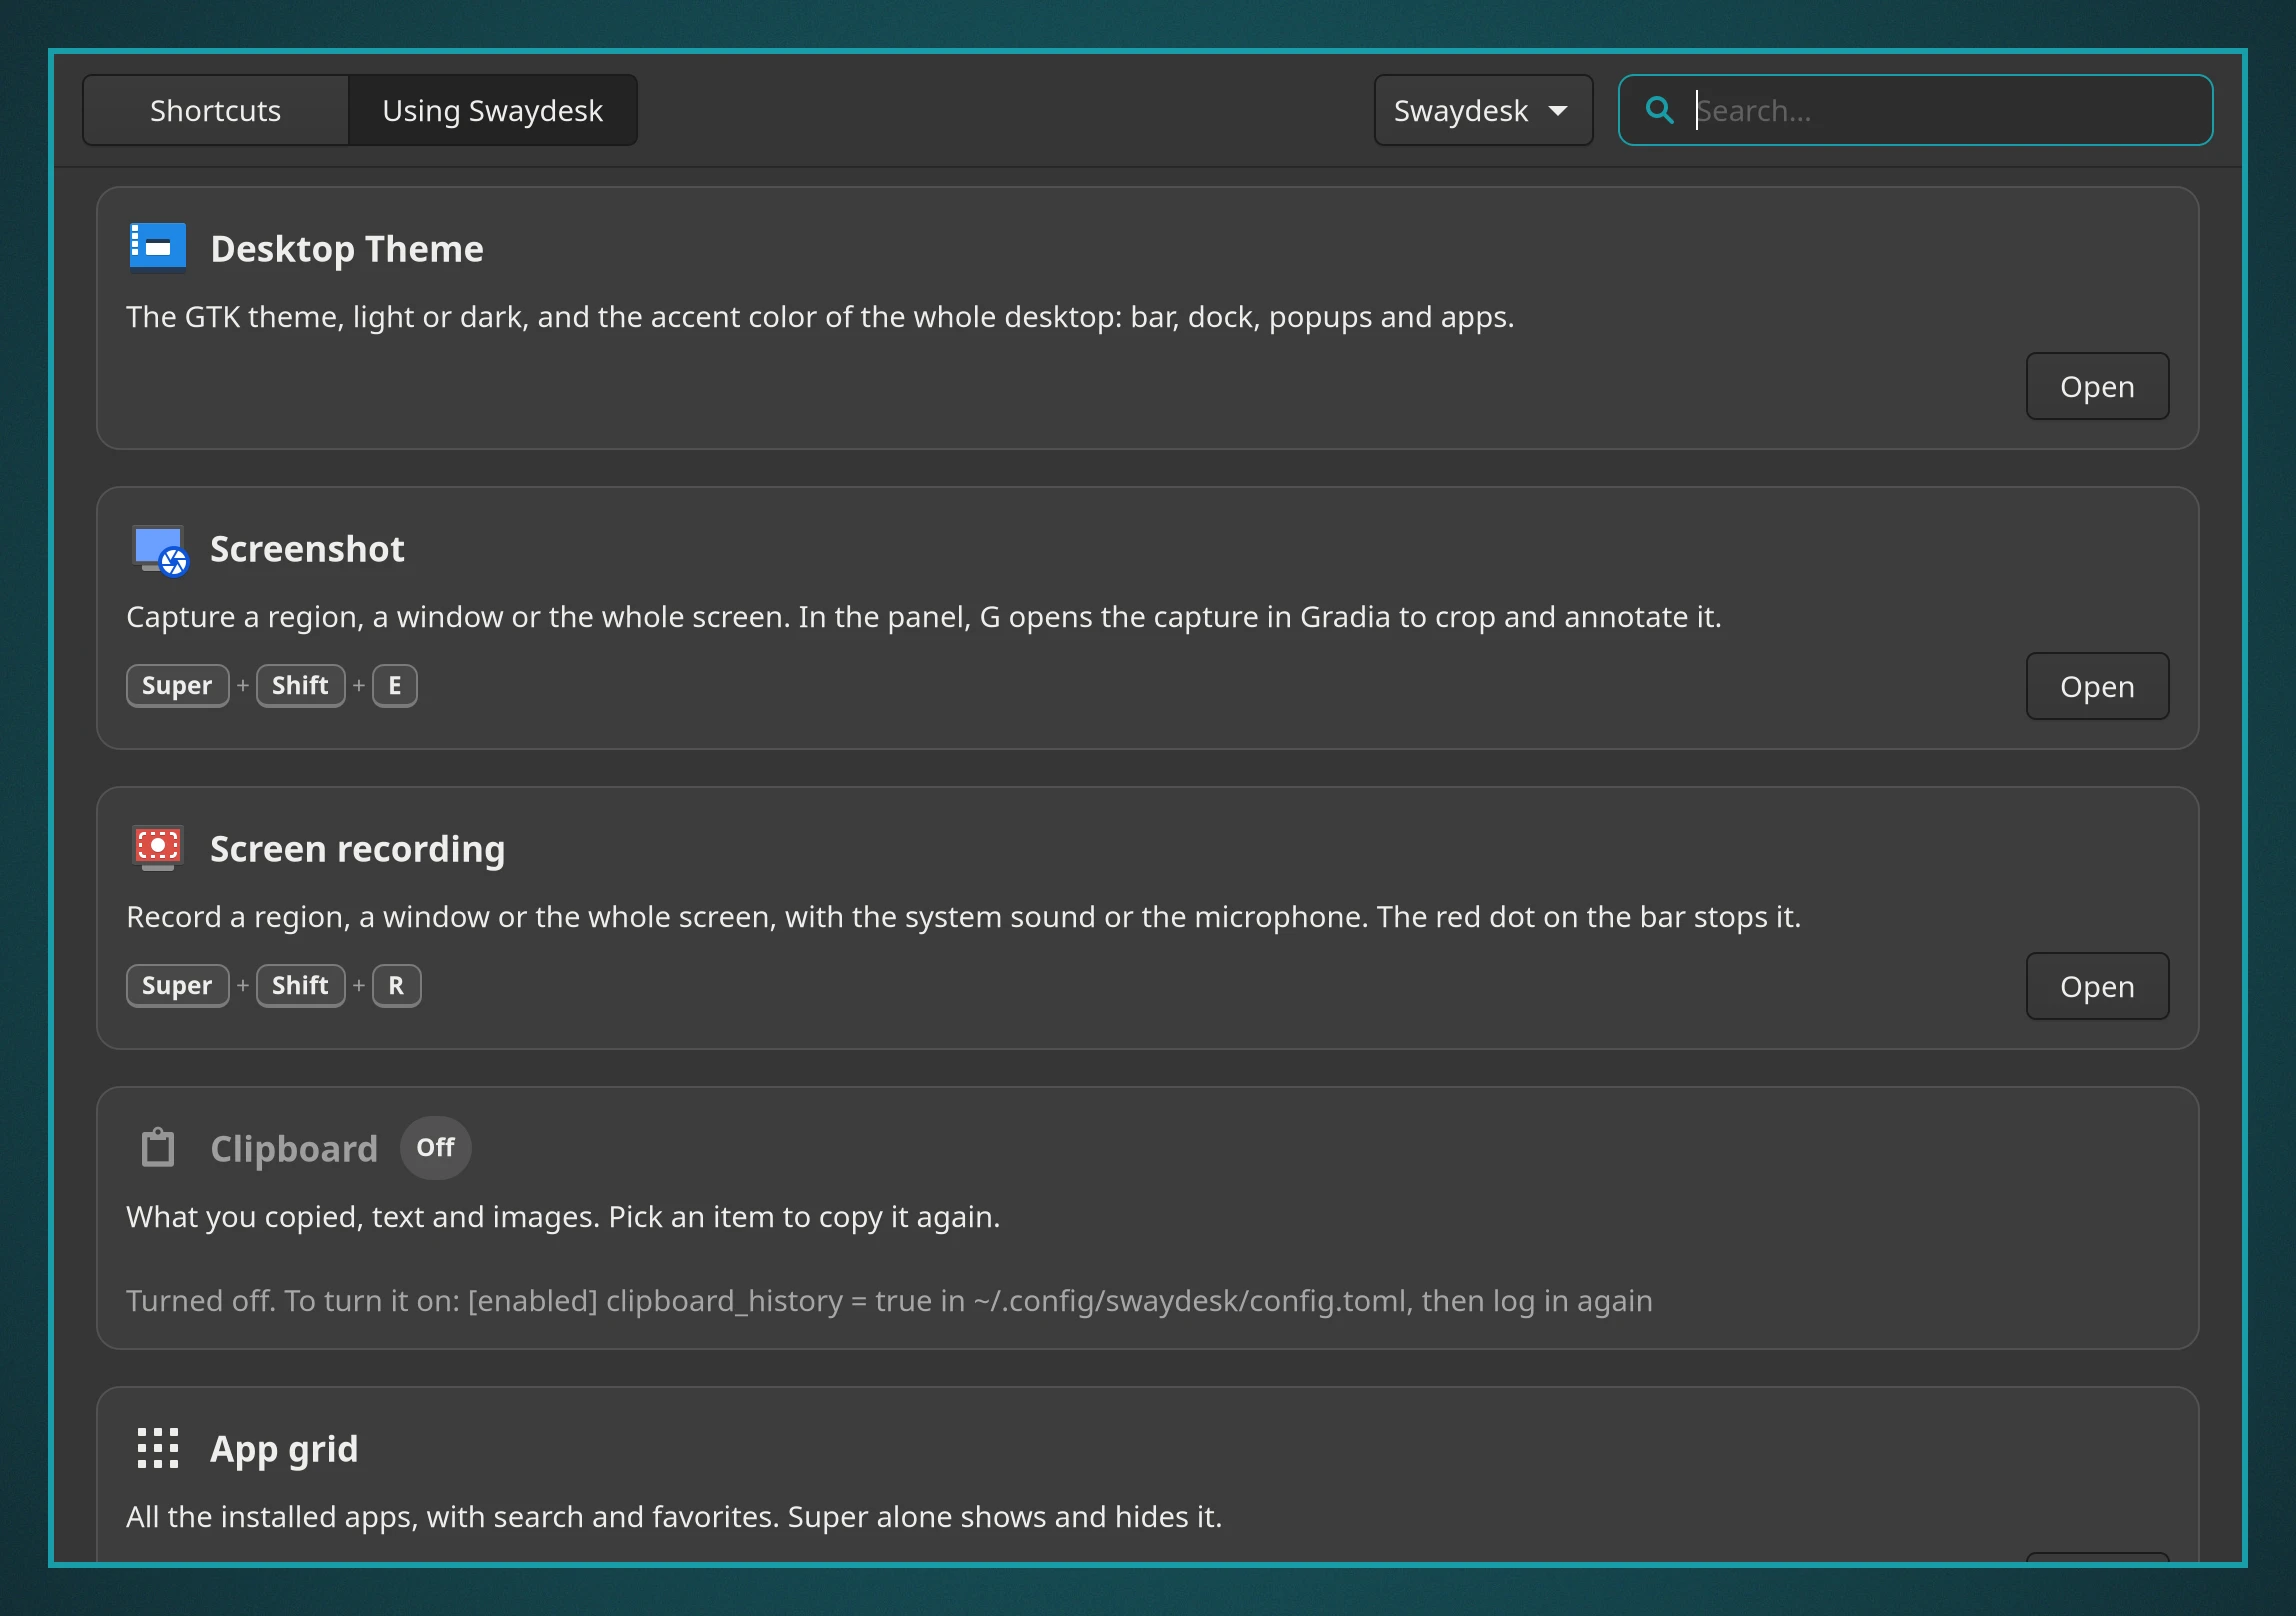 Shortcuts
Using Swaydesk
Swaydesk
Search...
Desktop Theme
The GTK theme, light or dark, and the accent color of the whole desktop: bar, dock, popups and apps.
Open
Screenshot
Capture a region, a window or the whole screen. In the panel, G opens the capture in Gradia to crop and annotate it.
Super + Shift + E
Open
Screen recording
Record a region, a window or the whole screen, with the system sound or the microphone. The red dot on the bar stops it.
Super + Shift + R
Open
Clipboard
Off
What you copied, text and images. Pick an item to copy it again.
Turned off. To turn it on: [enabled] clipboard_history = true in ~/.config/swaydesk/config.toml, then log in again
App grid
All the installed apps, with search and favorites. Super alone shows and hides it.